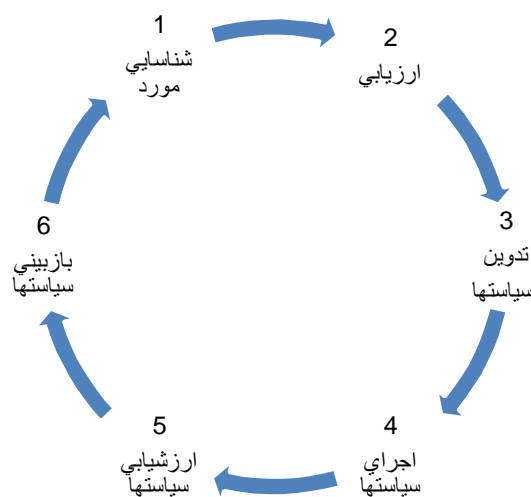 1
شناسايي
مورد
2
ارزيابي
3
تدوين
سياستها
4
اجراي
سياستها
5
ارزشيابي
سياستها
6
بازبيني
سياستها